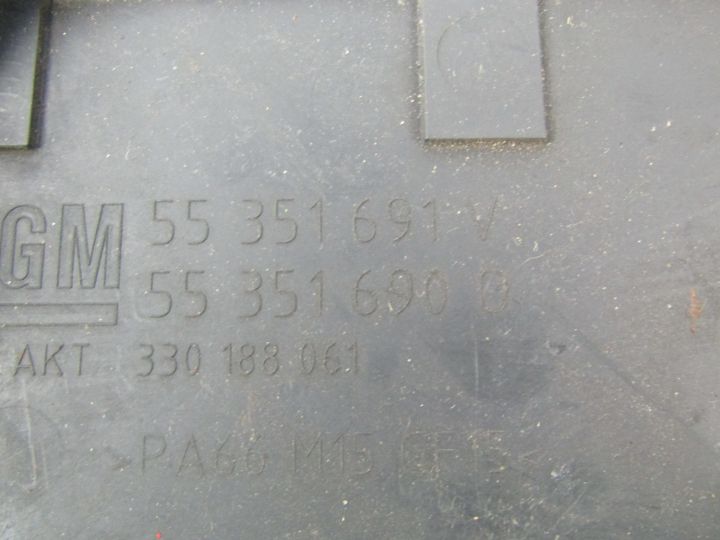 GM 55 351 691 V
55 351 690 D
AKT 330 188 061
>PA66 M15 GF15<